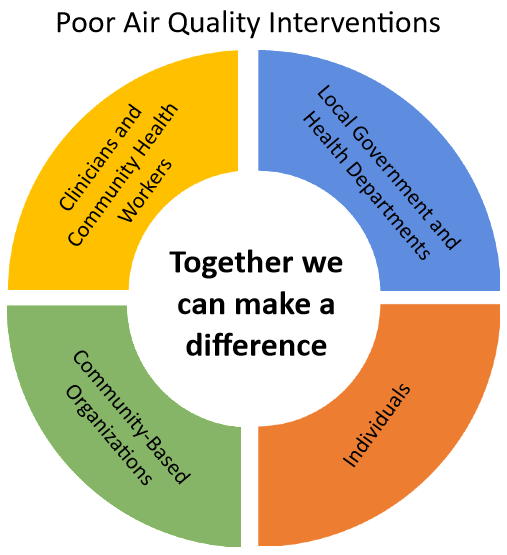 Poor Air Quality Interventions
Clinicians and
Community Health
Workers
Local Government and
Health Departments
Together we
can make a
difference
Community-Based
Organizations
Individuals